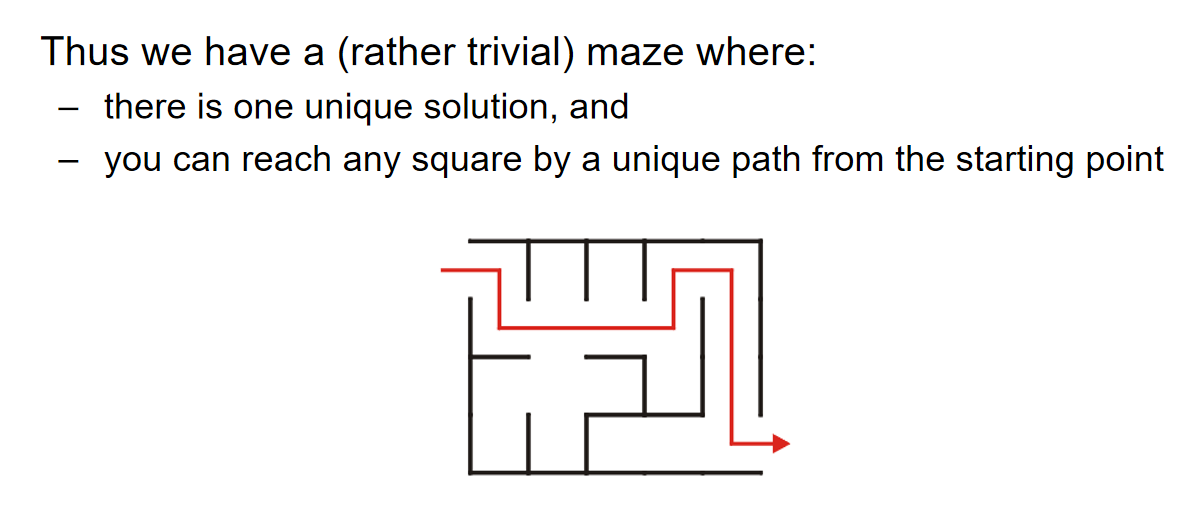 Thus we have a (rather trivial) maze where:
– there is one unique solution, and
– you can reach any square by a unique path from the starting point